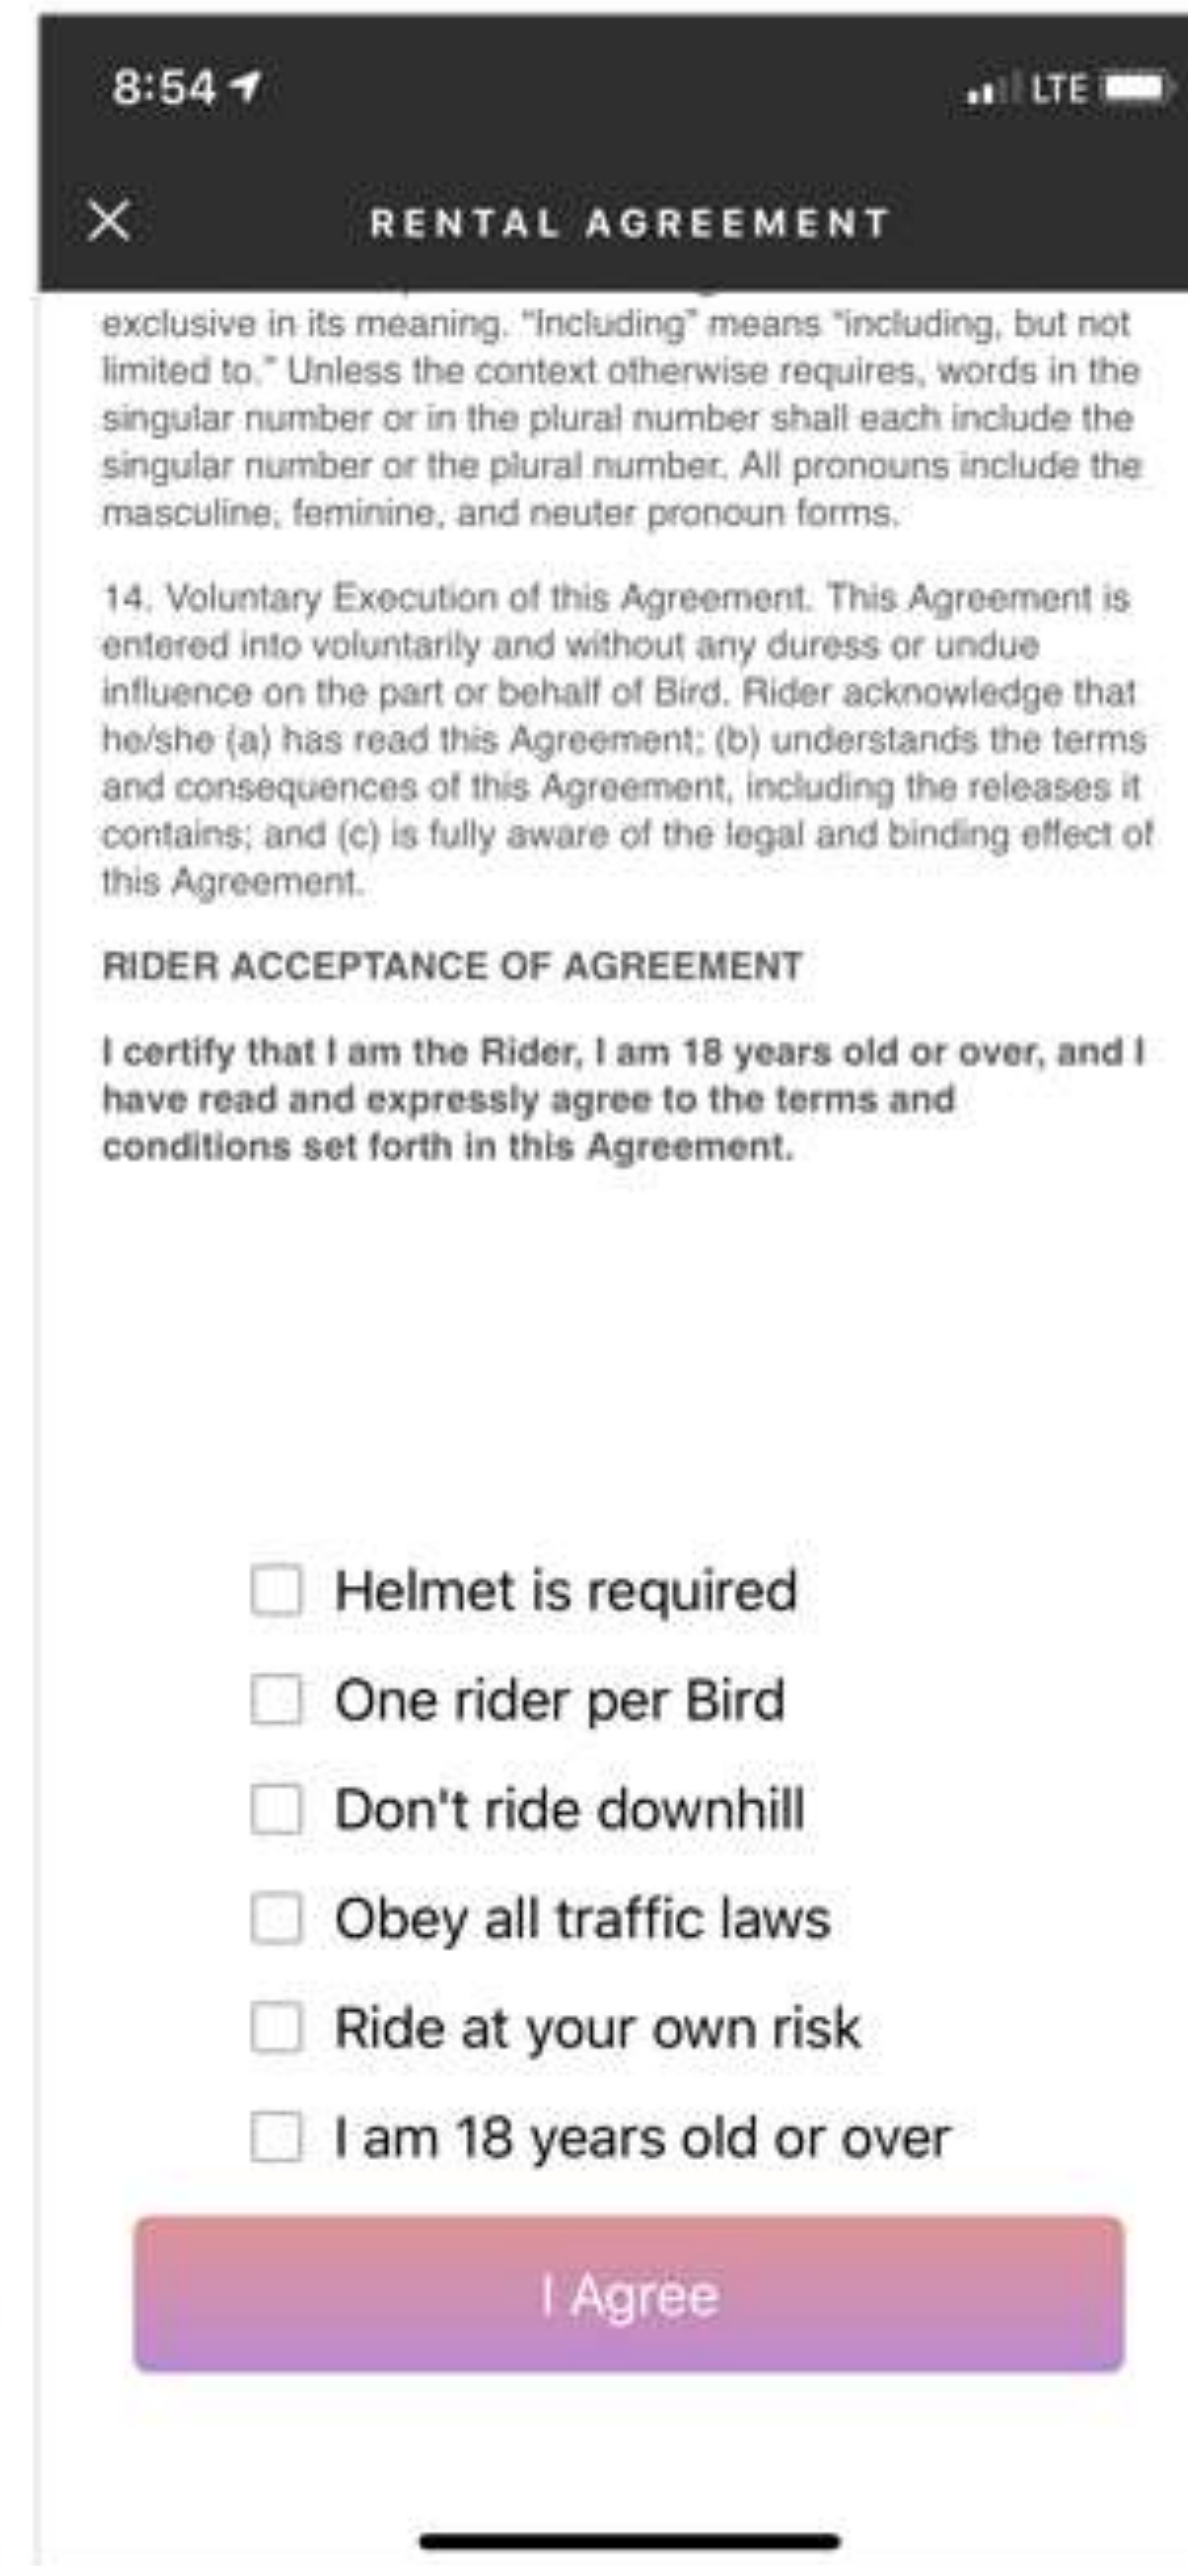 8:54
LTE
RENTAL AGREEMENT
exclusive in its meaning. "Including" means "including, but not
limited to." Unless the context otherwise requires, words in the
singular number or in the plural number shall each include the
singular number or the plural number. All pronouns include the
masculine, feminine, and neuter pronoun forms.
14. Voluntary Execution of this Agreement. This Agreement is
entered into voluntarily and without any duress or undue
influence on the part or behalf of Bird. Rider acknowledge that
he/she (a) has read this Agreement; (b) understands the terms
and consequences of this Agreement, including the releases it
contains; and (c) is fully aware of the legal and binding effect of
this Agreement.
RIDER ACCEPTANCE OF AGREEMENT
I certify that I am the Rider, I am 18 years old or over, and I
have read and expressly agree to the terms and
conditions set forth in this Agreement.
Helmet is required
One rider per Bird
Don't ride downhill
Obey all traffic laws
Ride at your own risk
I am 18 years old or over
I Agree